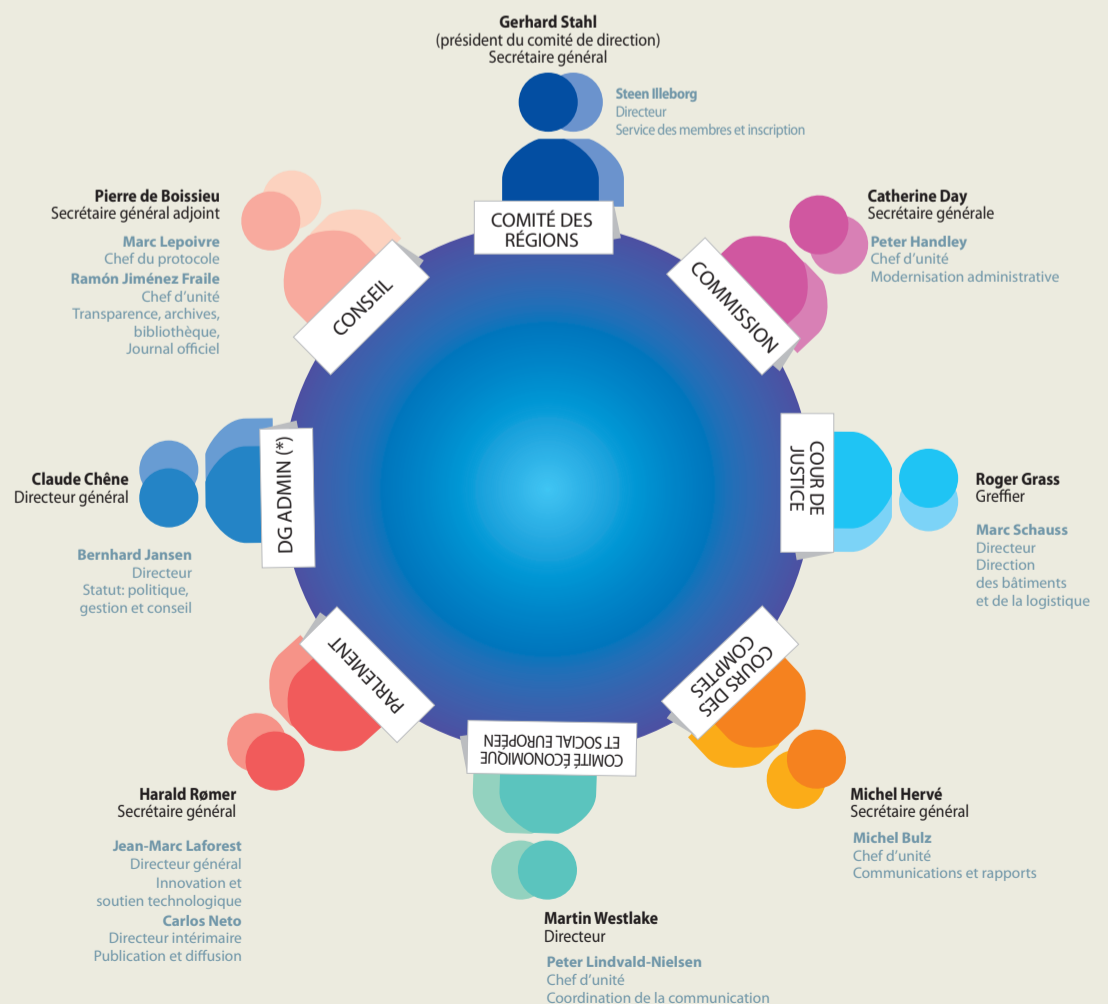 Gerhard Stahl
(président du comité de direction)
Secrétaire général
Steen Illeborg
Directeur
Service des membres et inscription
COMITÉ DES
RÉGIONS
Pierre de Boissieu
Secrétaire général adjoint
Marc Lepoivre
Chef du protocole
Ramón Jiménez Fraile
Chef d’unité
Transparence, archives,
bibliothèque,
Journal officiel
CONSEIL
Catherine Day
Secrétaire générale
Peter Handley
Chef d’unité
Modernisation administrative
COMMISSION
Claude Chêne
Directeur général
Bernhard Jansen
Directeur
Statut: politique,
gestion et conseil
DG ADMIN (*)
COUR DE
JUSTICE
Roger Grass
Greffier
Marc Schauss
Directeur
Direction
des bâtiments
et de la logistique
PARLEMENT
Harald Rømer
Secrétaire général
Jean-Marc Laforest
Directeur général
Innovation et
soutien technologique
Carlos Neto
Directeur intérimaire
Publication et diffusion
COMITÉ ÉCONOMIQUE
ET SOCIAL EUROPÉEN
Martin Westlake
Directeur
Peter Lindvald-Nielsen
Chef d’unité
Coordination de la communication
COURS DES
COMPTES
Michel Hervé
Secrétaire général
Michel Bulz
Chef d’unité
Communications et rapports